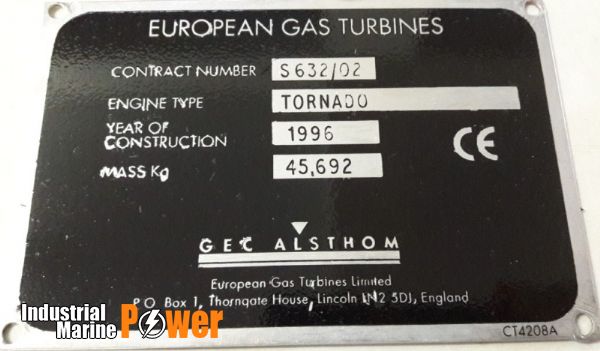 EUROPEAN GAS TURBINES
CONTRACT NUMBER S632/02
ENGINE TYPE TORNADO
YEAR OF
CONSTRUCTION 1996
CE
MASS Kg 45,692
GEC ALSTHOM
European Gas Turbines Limited
P O Box 1, Thorngate House, Lincoln LN2 5DJ, England
CT4208A
Industrial
Marine Power